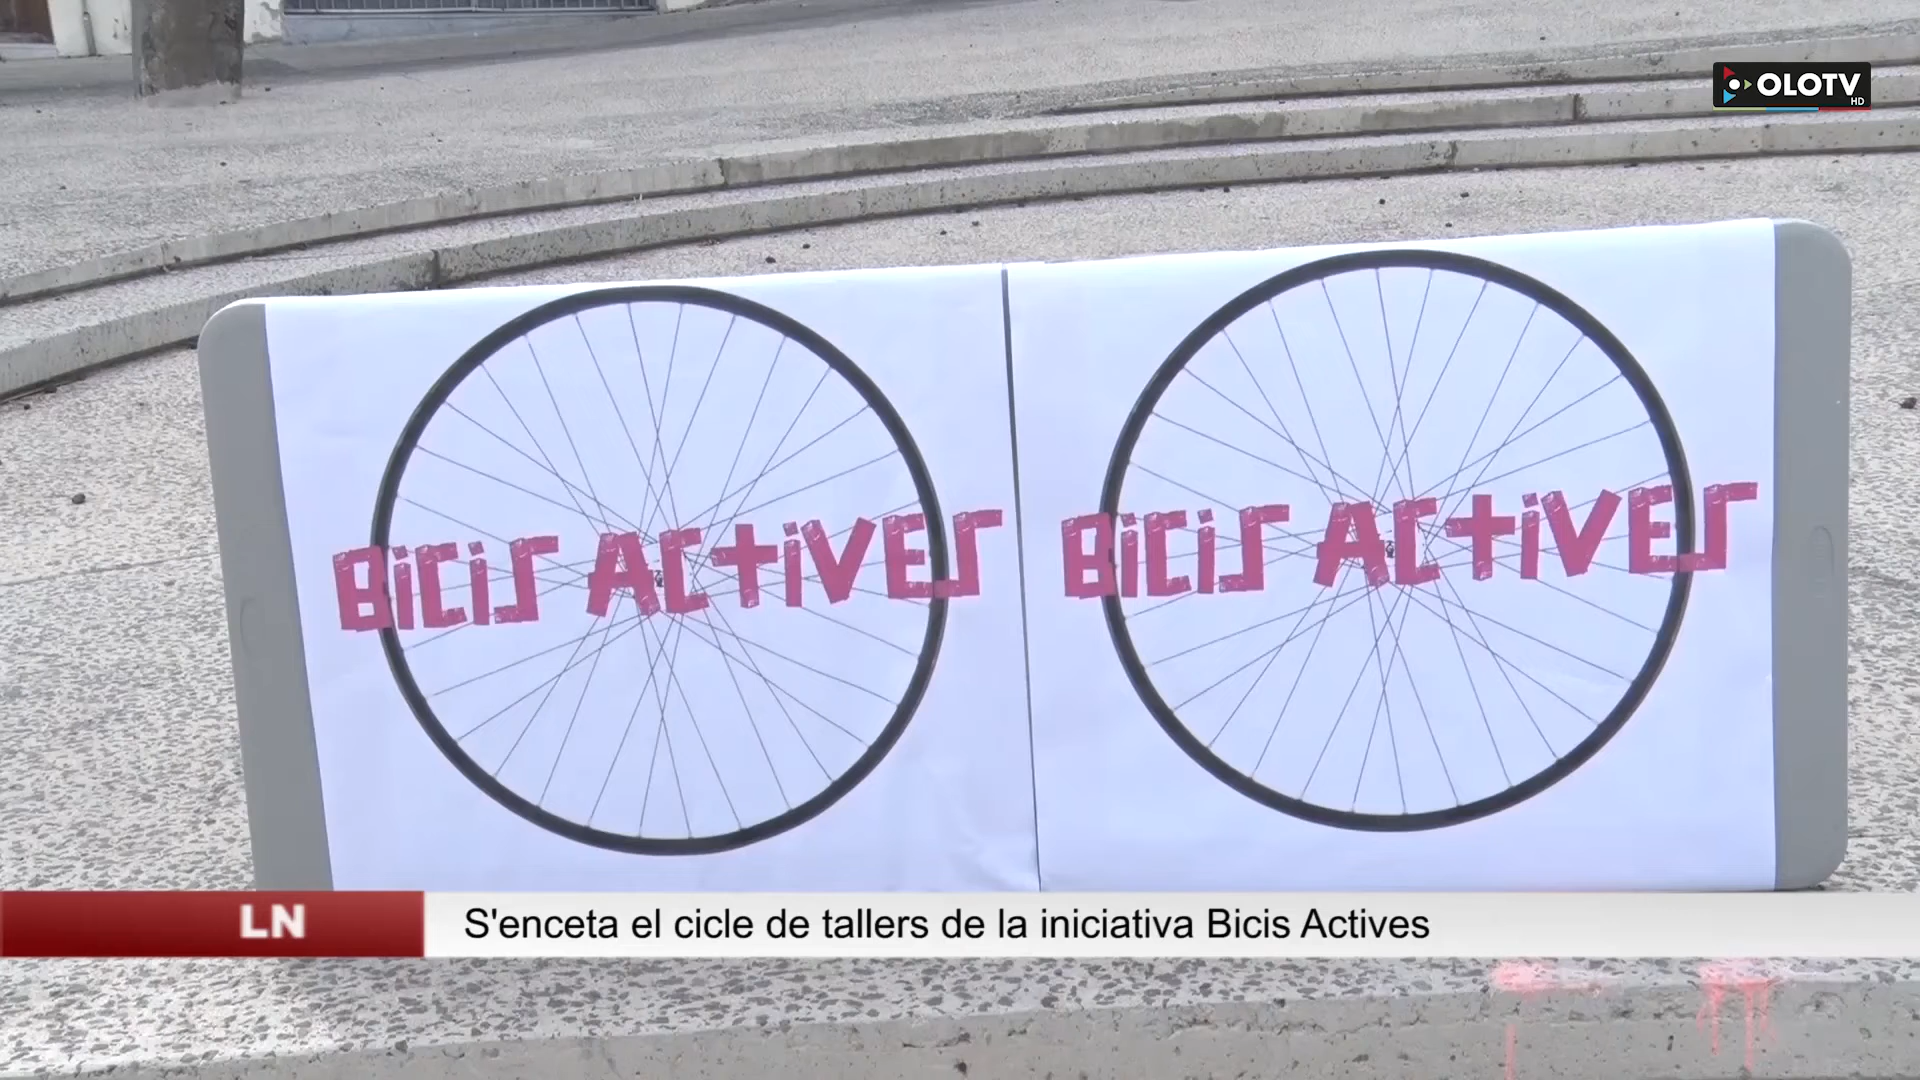 OLOTV
HD
BiCiS ACTiVES
BiCiS ACTiVES
LN
S'enceta el cicle de tallers de la iniciativa Bicis Actives